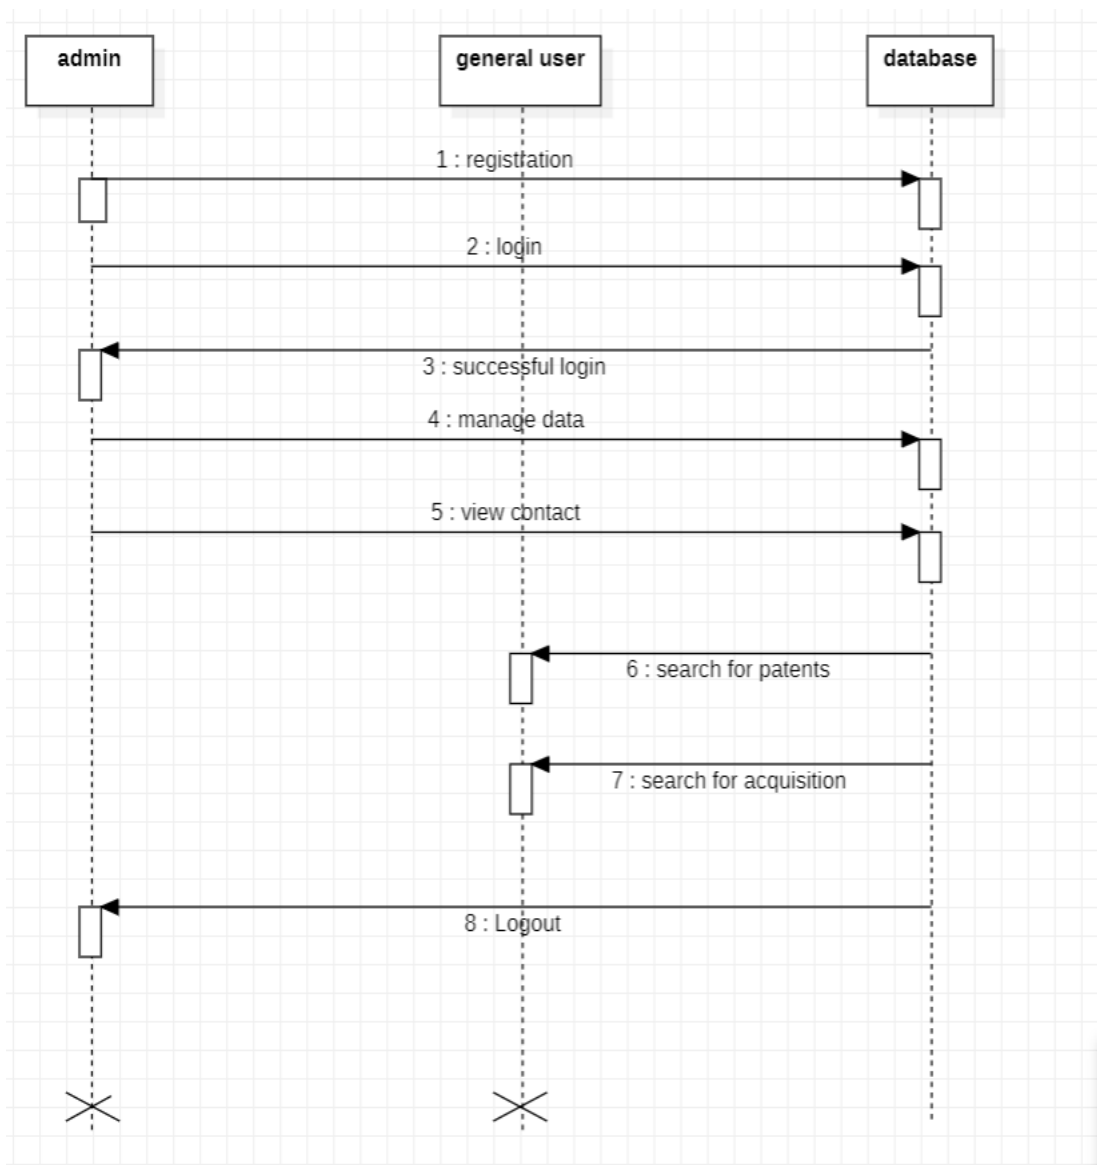 admin
general user
database
1 : registration
2 : login
3 : successful login
4 : manage data
5 : view contact
6 : search for patents
7 : search for acquisition
8 : Logout